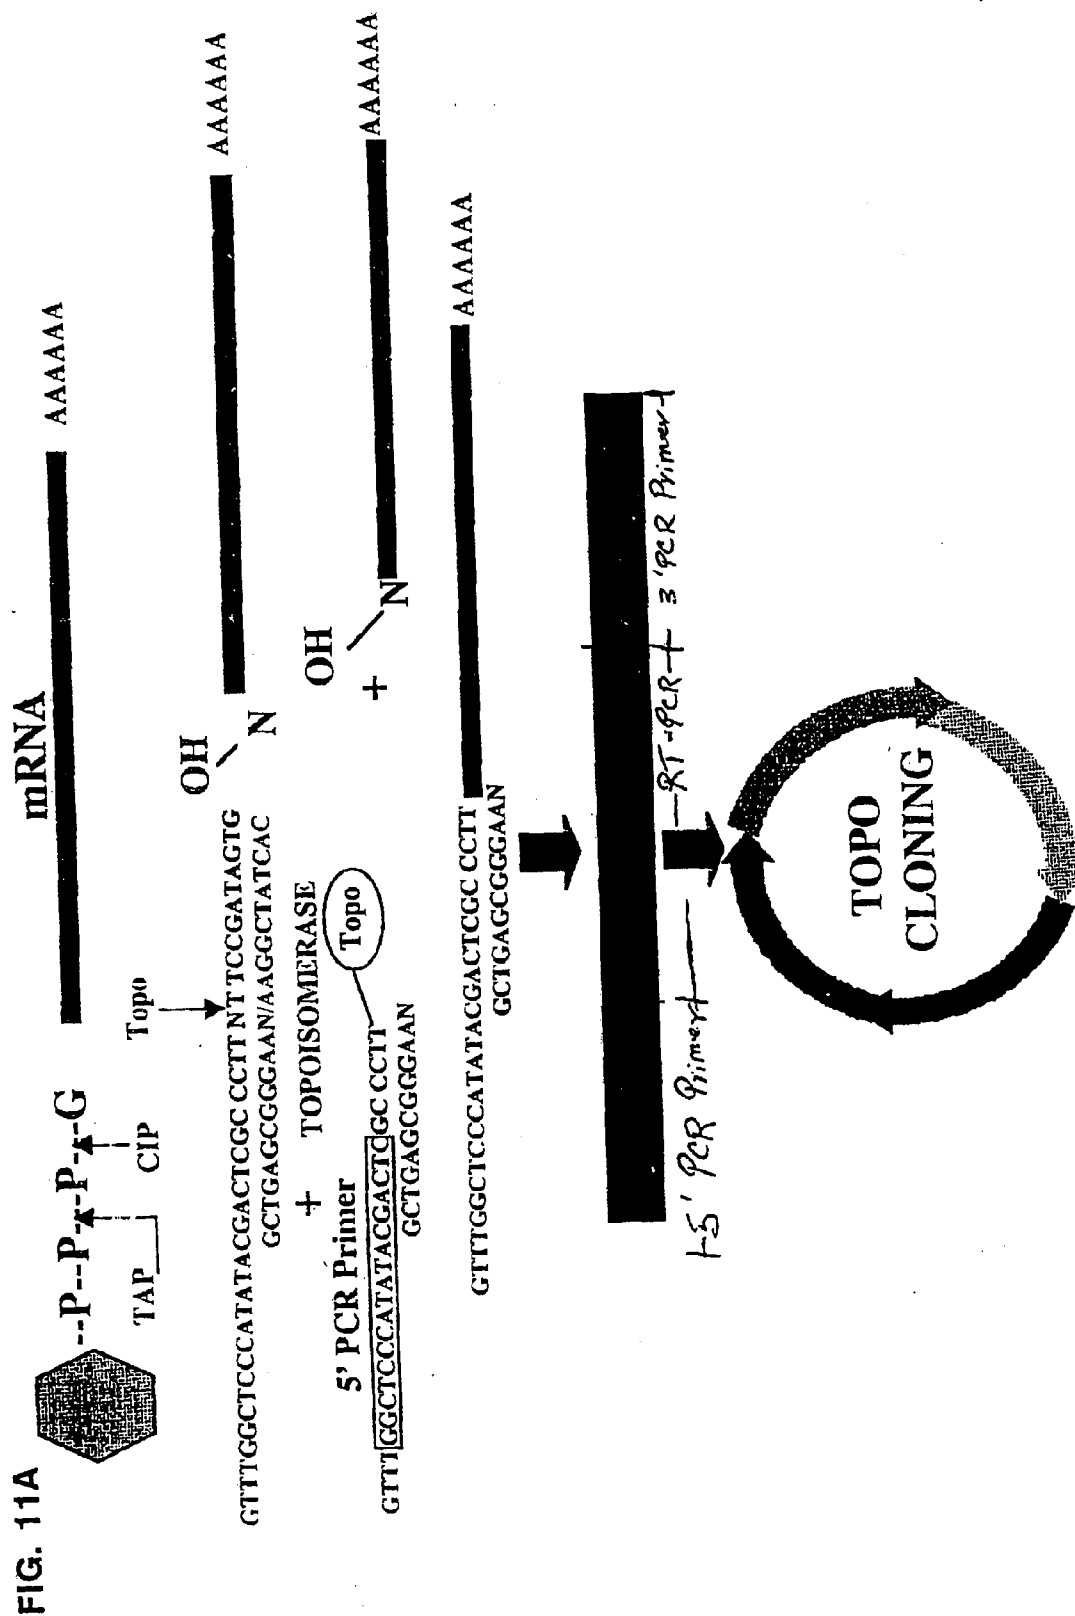 FIG. 11A
mRNA
--P--P--P--G AAAAAA
TAP CIP
Topo
OH
N AAAAAA
GTTTGGCTCCCATATACGACTCGC CCTT NT TCCGATAGTG
GCTGAGCGGGAAN/AAGGCTATCAC
+ TOPOISOMERASE
5' PCR Primer
Topo
OH
+ N AAAAAA
GTTTGGCTCCCATATACGACTCGC CCTT
GCTGAGCGGGAAN
AAAAAA
GTTTGGCTCCCATATACGACTCGC CCTT
GCTGAGCGGGAAN
5' PCR Primer RT-PCR 3' PCR Primer
TOPO
CLONING